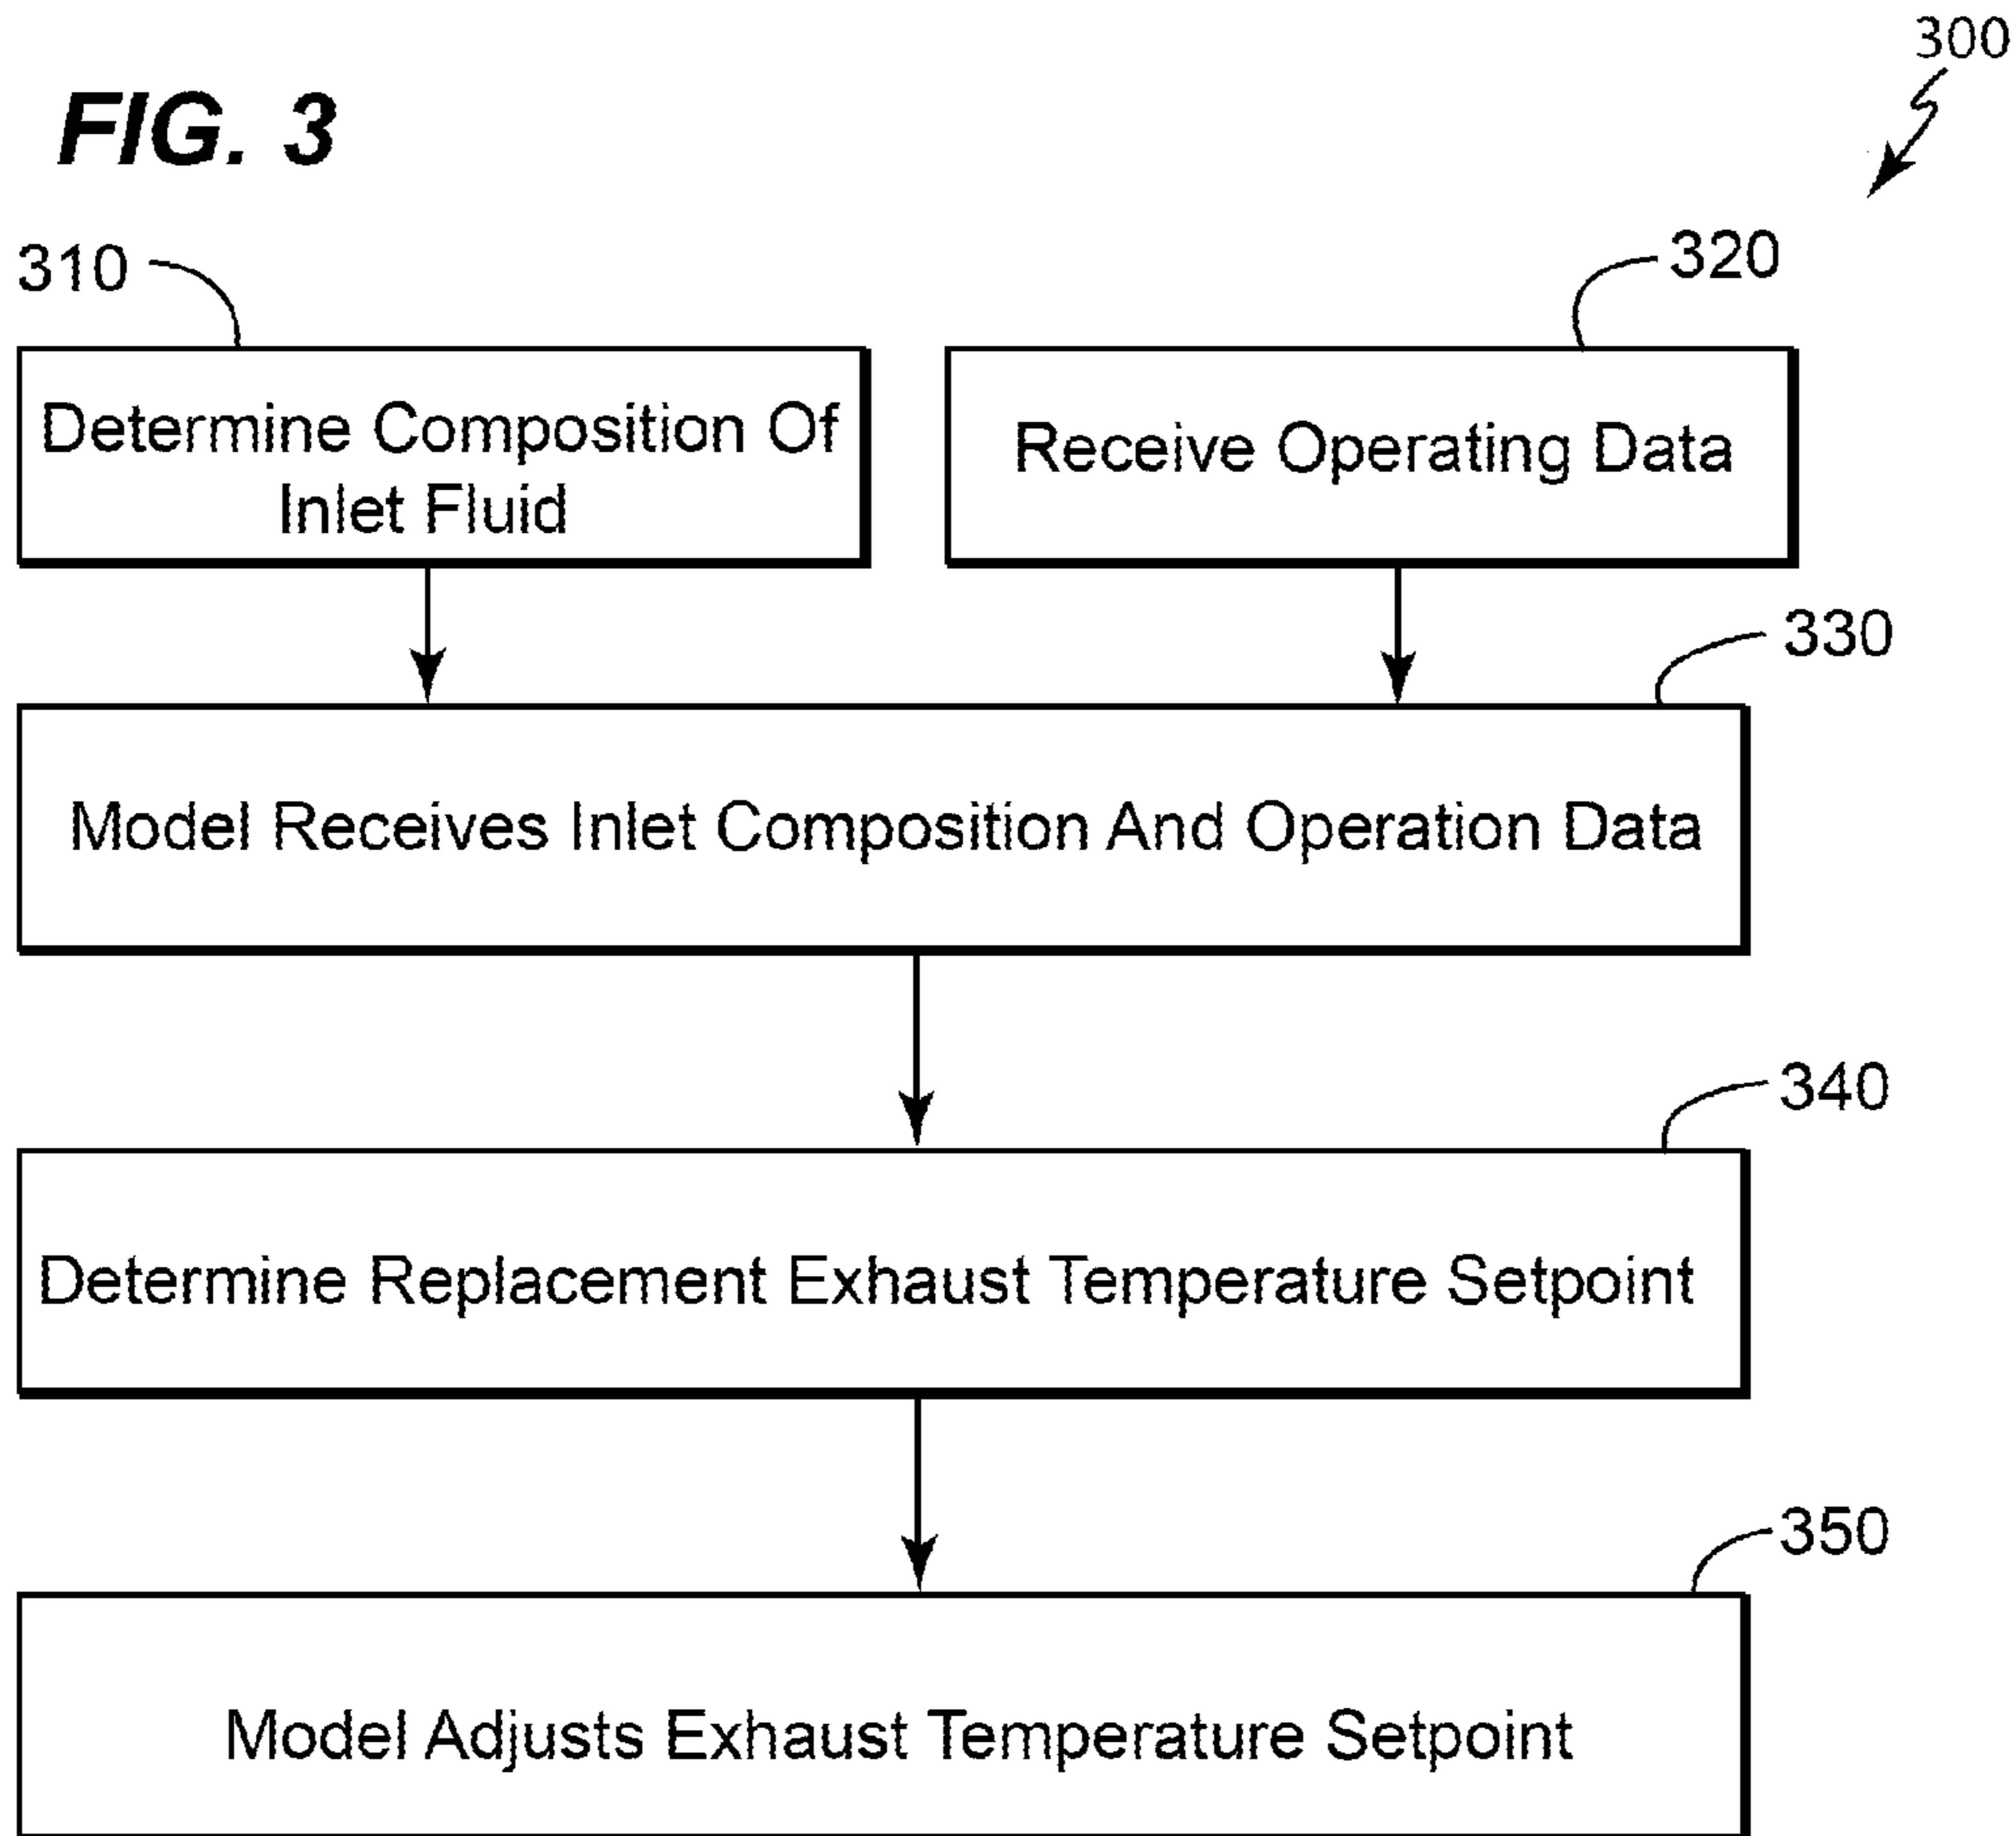 300
FIG. 3
310
320
Determine Composition Of
Inlet Fluid
Receive Operating Data
330
Model Receives Inlet Composition And Operation Data
340
Determine Replacement Exhaust Temperature Setpoint
350
Model Adjusts Exhaust Temperature Setpoint